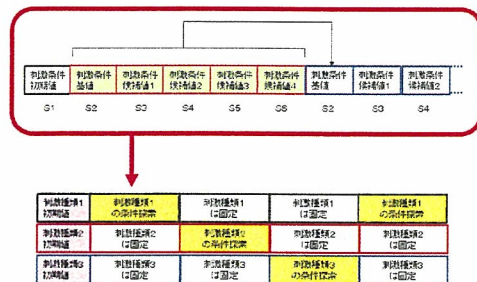 刺激条件
初期値
刺激条件
基値
刺激条件
候補値1
刺激条件
候補値2
刺激条件
候補値3
刺激条件
候補値4
刺激条件
基値
刺激条件
候補値1
刺激条件
候補値2
S1
S2
S3
S4
S5
S6
S2
S3
S4
刺激種類1
初期値
刺激種類1
の条件探索
刺激種類1
は固定
刺激種類1
は固定
刺激種類1
の条件探索
刺激種類2
初期値
刺激種類2
は固定
刺激種類2
の条件探索
刺激種類2
は固定
刺激種類2
は固定
刺激種類3
初期値
刺激種類3
は固定
刺激種類3
は固定
刺激種類3
の条件探索
刺激種類3
は固定